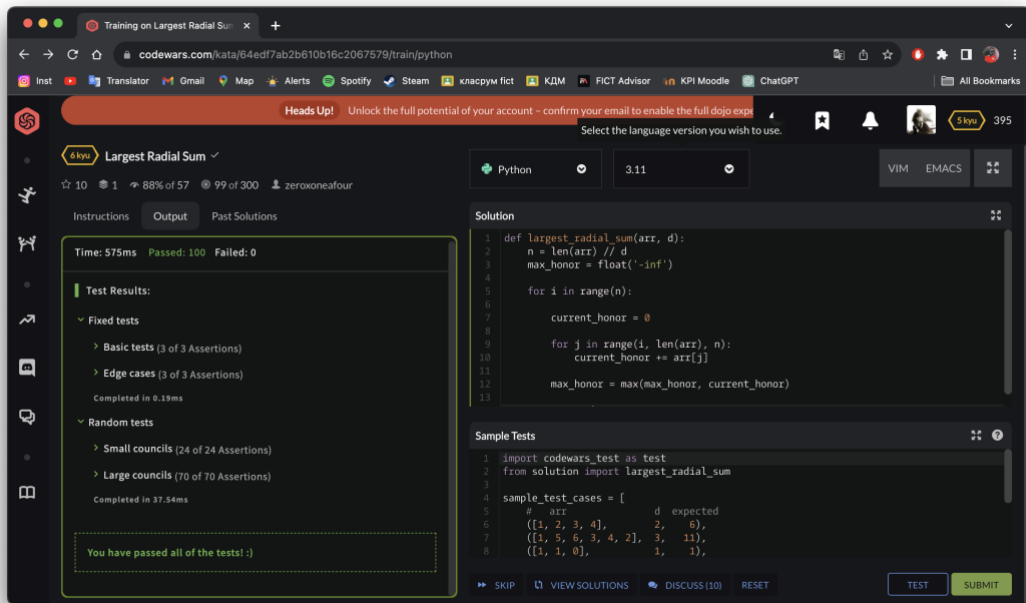 Training on Largest Radial Sun
codewars.com/kata/64edf7ab2b610b16c2067579/train/python
Inst Translator Gmail Map Alerts Spotify Steam класрум fict КДМ FICT Advisor KPI Moodle ChatGPT All Bookmarks
Heads Up! Unlock the full potential of your account – confirm your email to enable the full dojo expe
Select the language version you wish to use.
5 kyu 395
6 kyu Largest Radial Sum
10 1 88% of 57 99 of 300 zeroxoneafour
Python 3.11 VIM EMACS
Instructions Output Past Solutions
Time: 575ms Passed: 100 Failed: 0
Test Results:
Fixed tests
Basic tests (3 of 3 Assertions)
Edge cases (3 of 3 Assertions)
Completed in 0.19ms
Random tests
Small councils (24 of 24 Assertions)
Large councils (70 of 70 Assertions)
Completed in 37.54ms
You have passed all of the tests! :)
Solution
1 def largest_radial_sum(arr, d):
2 n = len(arr) // d
3 max_honor = float('-inf')
4
5 for i in range(n):
6
7 current_honor = 0
8
9 for j in range(i, len(arr), n):
10 current_honor += arr[j]
11
12 max_honor = max(max_honor, current_honor)
13
Sample Tests
1 import codewars_test as test
2 from solution import largest_radial_sum
3
4 sample_test_cases = [
5 # arr d expected
6 ([1, 2, 3, 4], 2, 6),
7 ([1, 5, 6, 3, 4, 2], 3, 11),
8 ([1, 1, 0], 1, 1),
SKIP VIEW SOLUTIONS DISCUSS (10) RESET TEST SUBMIT